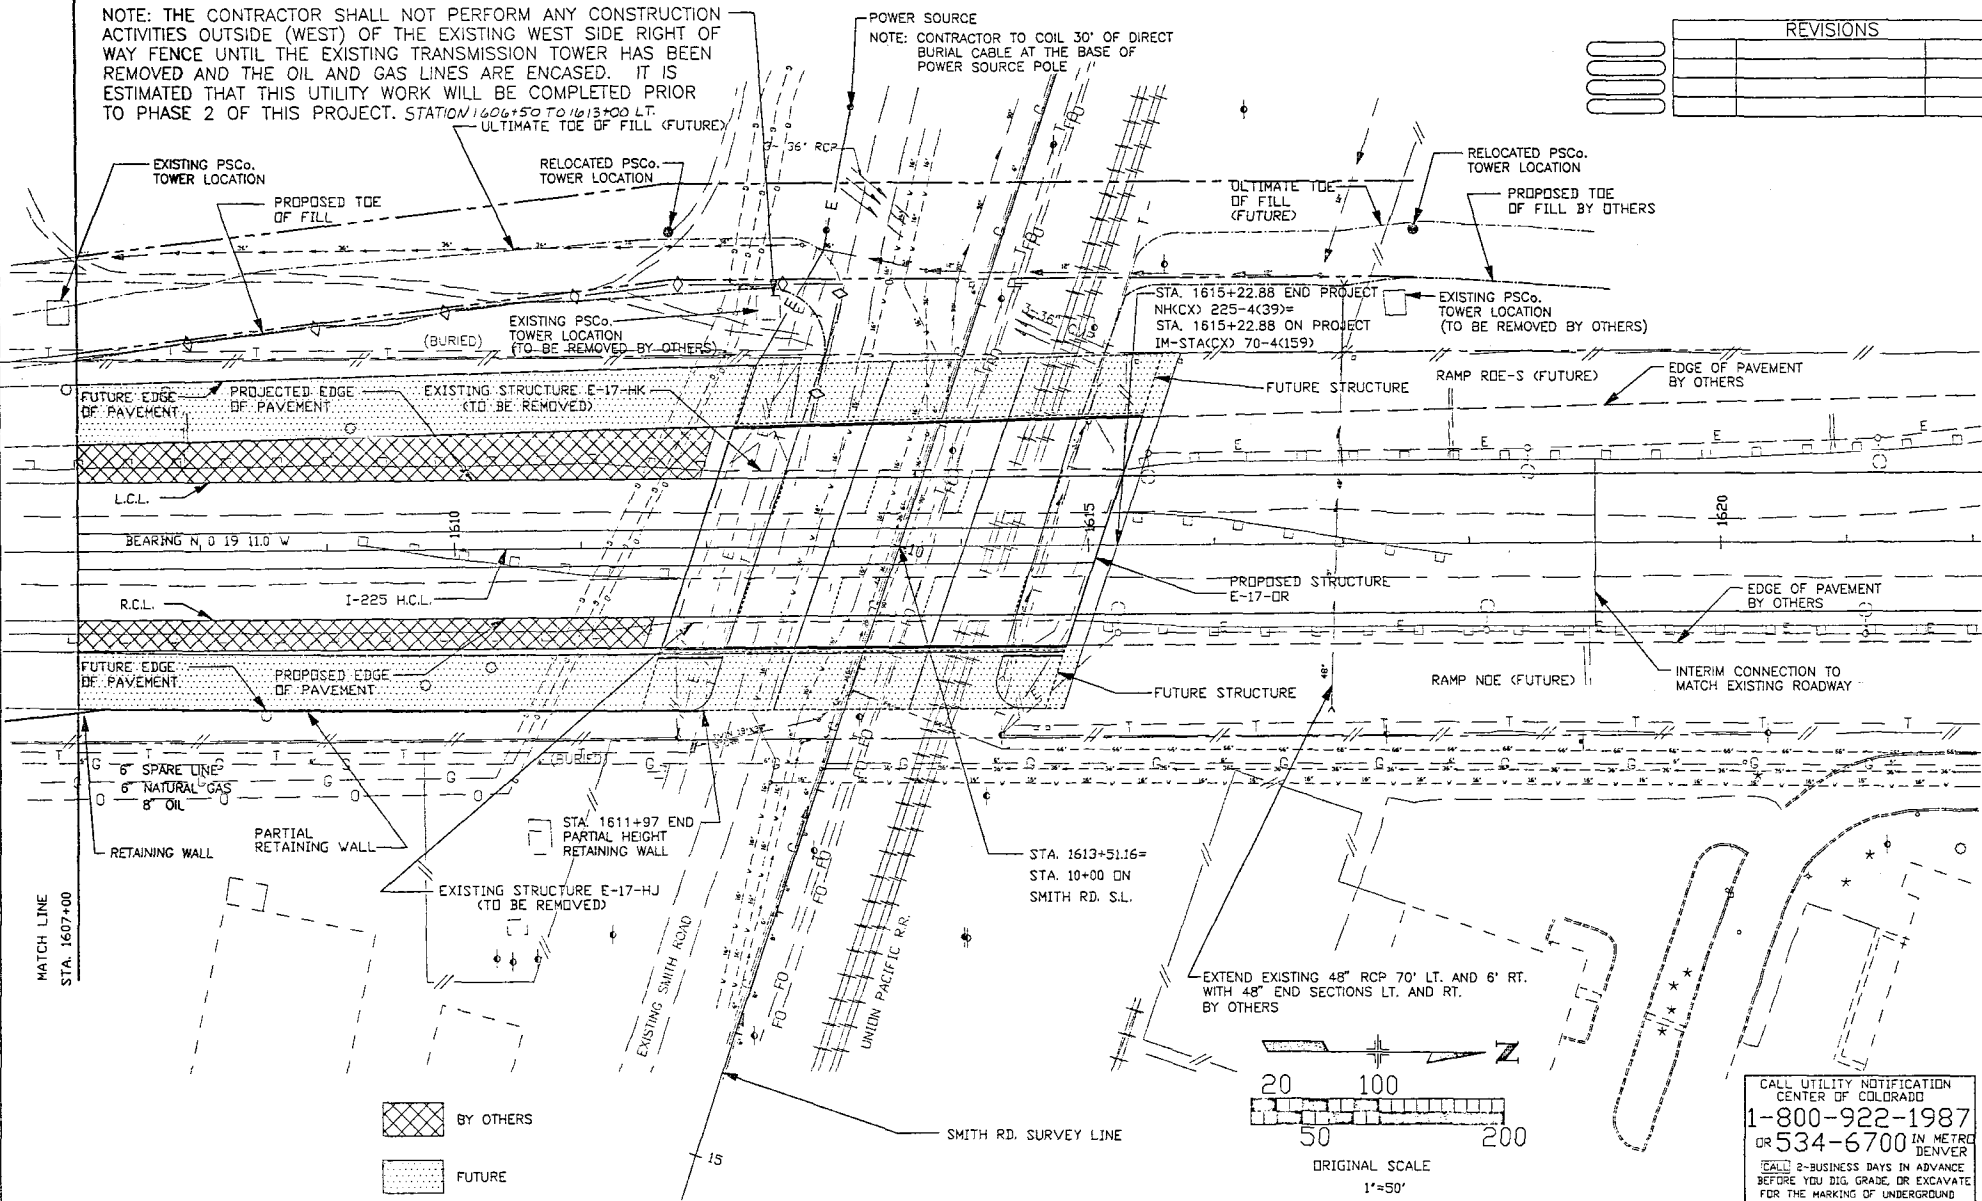 NOTE: THE CONTRACTOR SHALL NOT PERFORM ANY CONSTRUCTION
ACTIVITIES OUTSIDE (WEST) OF THE EXISTING WEST SIDE RIGHT OF
WAY FENCE UNTIL THE EXISTING TRANSMISSION TOWER HAS BEEN
REMOVED AND THE OIL AND GAS LINES ARE ENCASED. IT IS
ESTIMATED THAT THIS UTILITY WORK WILL BE COMPLETED PRIOR
TO PHASE 2 OF THIS PROJECT. STATION 1606+50 TO 1613+00 LT.
POWER SOURCE
NOTE: CONTRACTOR TO COIL 30' OF DIRECT
BURIAL CABLE AT THE BASE OF
POWER SOURCE POLE
REVISIONS
ULTIMATE TOE OF FILL (FUTURE)
EXISTING PSCo.
TOWER LOCATION
PROPOSED TOE
OF FILL
RELOCATED PSCo.
TOWER LOCATION
3- 36" RCP
ULTIMATE TOE
OF FILL
(FUTURE)
RELOCATED PSCo.
TOWER LOCATION
PROPOSED TOE
OF FILL BY OTHERS
EXISTING PSCo.
TOWER LOCATION
(TO BE REMOVED BY OTHERS)
(BURIED)
STA. 1615+22.88 END PROJECT
NH(CX) 225-4(39)=
STA. 1615+22.88 ON PROJECT
IM-STA(CX) 70-4(159)
EXISTING PSCo.
TOWER LOCATION
(TO BE REMOVED BY OTHERS)
FUTURE EDGE
OF PAVEMENT
PROJECTED EDGE
OF PAVEMENT
EXISTING STRUCTURE E-17-HK
(TO BE REMOVED)
FUTURE STRUCTURE
RAMP ROE-S (FUTURE)
EDGE OF PAVEMENT
BY OTHERS
L.C.L.
BEARING N 0 19 11.0 W
1610
1615
1620
10
R.C.L.
I-225 H.C.L.
PROPOSED STRUCTURE
E-17-OR
EDGE OF PAVEMENT
BY OTHERS
FUTURE EDGE
OF PAVEMENT
PROPOSED EDGE
OF PAVEMENT
FUTURE STRUCTURE
48"
RAMP NOE (FUTURE)
INTERIM CONNECTION TO
MATCH EXISTING ROADWAY
(BURIED)
6" SPARE LINE
6" NATURAL GAS
8" OIL
RETAINING WALL
PARTIAL
RETAINING WALL
STA. 1611+97 END
PARTIAL HEIGHT
RETAINING WALL
EXISTING STRUCTURE E-17-HJ
(TO BE REMOVED)
STA. 1613+51.16=
STA. 10+00 ON
SMITH RD. S.L.
MATCH LINE
STA. 1607+00
EXISTING SMITH ROAD
UNION PACIFIC R.R.
EXTEND EXISTING 48" RCP 70' LT. AND 6' RT.
WITH 48" END SECTIONS LT. AND RT.
BY OTHERS
Z
20 100
50 200
ORIGINAL SCALE
1"=50'
BY OTHERS
FUTURE
SMITH RD. SURVEY LINE
15
CALL UTILITY NOTIFICATION
CENTER OF COLORADO
1-800-922-1987
OR 534-6700 IN METRO
DENVER
CALL 2-BUSINESS DAYS IN ADVANCE
BEFORE YOU DIG, GRADE, OR EXCAVATE
FOR THE MARKING OF UNDERGROUND